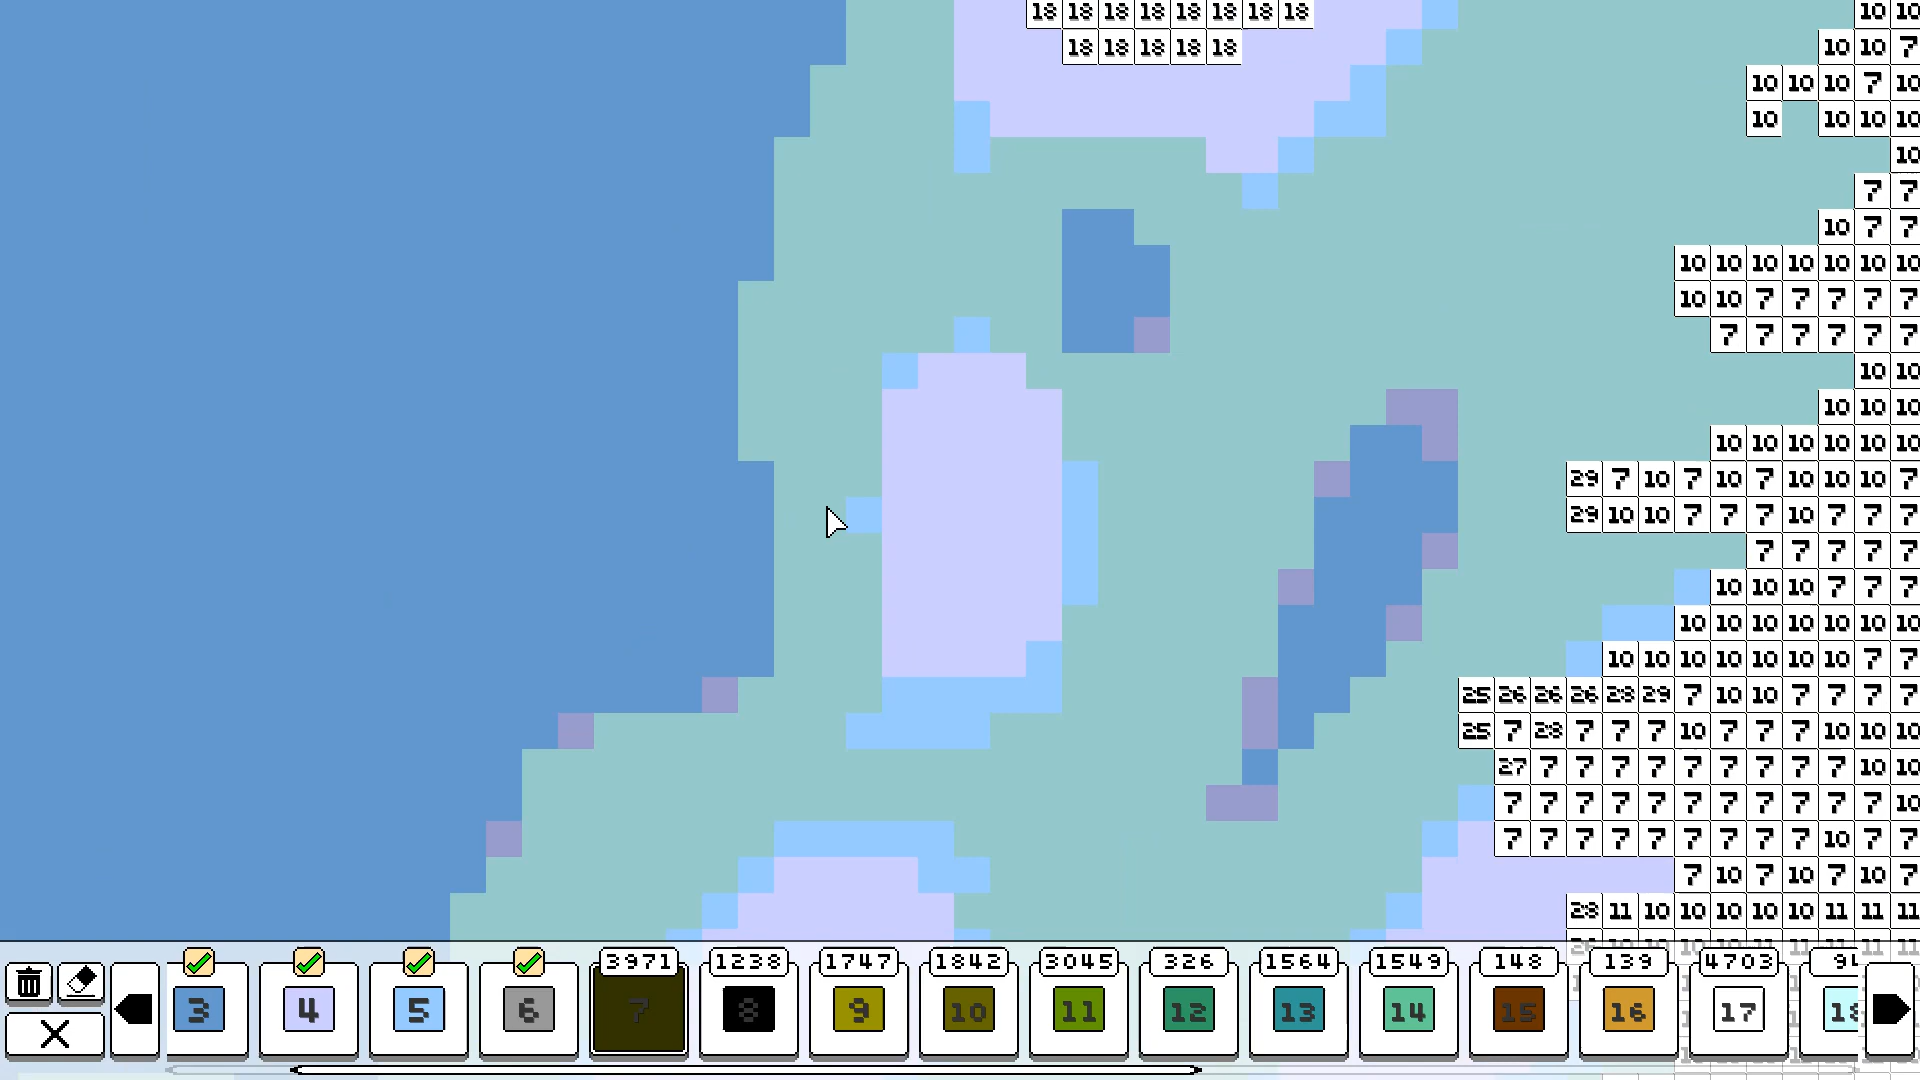 18 18 18 18 18 18 18 18 10 10
18 18 18 18 18 10 10 7
10 10 10 7 10
10 10 10 10
10
7 7
10 7 7
10 10 10 10 10 10 10
10 10 7 7 7 7 7
7 7 7 7 7 7
10 10
10 10 10
10 10 10 10 10 10
29 7 10 7 10 7 10 10 10 7
29 10 10 7 7 7 10 7 7 7
7 7 7 7 7
10 10 10 7 7 7
10 10 10 10 10 10 10
10 10 10 10 10 10 10 7 7
25 26 26 26 28 29 7 10 10 7 7 7 7
25 7 28 7 7 7 10 7 7 7 10 10 10
27 7 7 7 7 7 7 7 7 7 10 10
7 7 7 7 7 7 7 7 7 7 7 10
7 7 7 7 7 7 7 7 7 10 7 7
7 10 7 10 7 10 7
28 11 10 10 10 10 10 11 11 11
3971 1238 1747 1842 3045 326 1564 1549 148 139 4703
3 4 5 6 7 8 9 10 11 12 13 14 15 16 17